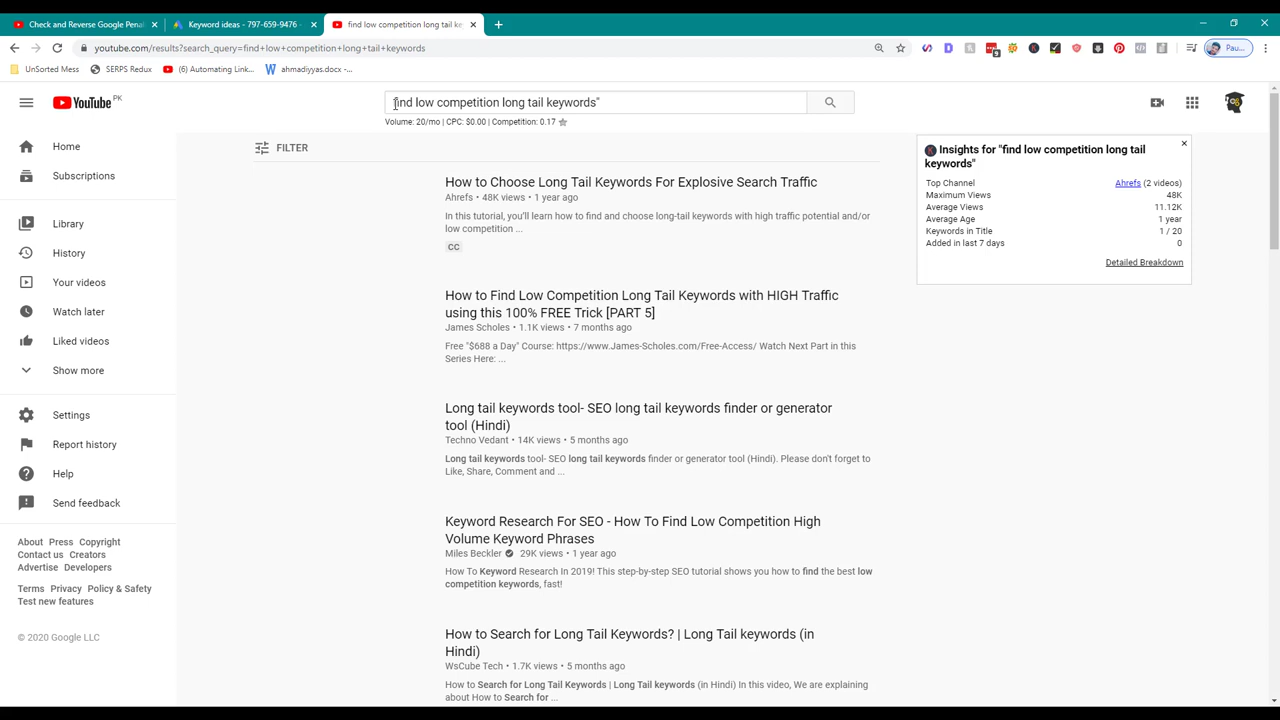 Check and Reverse Google Penal
Keyword ideas - 797-659-9476 -
find low competition long tail ke
youtube.com/results?search_query=find+low+competition+long+tail+keywords
9
Pau...
UnSorted Mess
SERPS Redux
(6) Automating Link...
ahmadiyyas.docx -...
YouTube PK
find low competition long tail keywords"
Volume: 20/mo | CPC: $0.00 | Competition: 0.17
Home
Subscriptions
Library
History
Your videos
Watch later
Liked videos
Show more
Settings
Report history
Help
Send feedback
About Press Copyright
Contact us Creators
Advertise Developers
Terms Privacy Policy & Safety
Test new features
© 2020 Google LLC
FILTER
How to Choose Long Tail Keywords For Explosive Search Traffic
Ahrefs • 48K views • 1 year ago
In this tutorial, you'll learn how to find and choose long-tail keywords with high traffic potential and/or
low competition ...
CC
How to Find Low Competition Long Tail Keywords with HIGH Traffic
using this 100% FREE Trick [PART 5]
James Scholes • 1.1K views • 7 months ago
Free "$688 a Day" Course: https://www.James-Scholes.com/Free-Access/ Watch Next Part in this
Series Here: ...
Long tail keywords tool- SEO long tail keywords finder or generator
tool (Hindi)
Techno Vedant • 14K views • 5 months ago
Long tail keywords tool- SEO long tail keywords finder or generator tool (Hindi). Please don't forget to
Like, Share, Comment and ...
Keyword Research For SEO - How To Find Low Competition High
Volume Keyword Phrases
Miles Beckler 29K views • 1 year ago
How To Keyword Research In 2019! This step-by-step SEO tutorial shows you how to find the best low
competition keywords, fast!
How to Search for Long Tail Keywords? | Long Tail keywords (in
Hindi)
WsCube Tech • 1.7K views • 5 months ago
How to Search for Long Tail Keywords | Long Tail keywords (in Hindi) In this video, We are explaining
about How to Search for ...
Insights for "find low competition long tail
keywords"
Top Channel Ahrefs (2 videos)
Maximum Views 48K
Average Views 11.12K
Average Age 1 year
Keywords in Title 1 / 20
Added in last 7 days 0
Detailed Breakdown